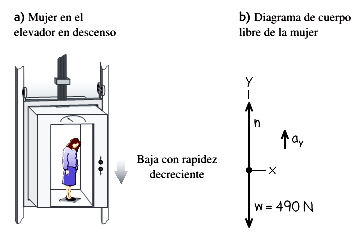 a) Mujer en el
elevador en descenso
Baja con rapidez
decreciente
b) Diagrama de cuerpo
libre de la mujer
y
n
a_y
x
w = 490 N